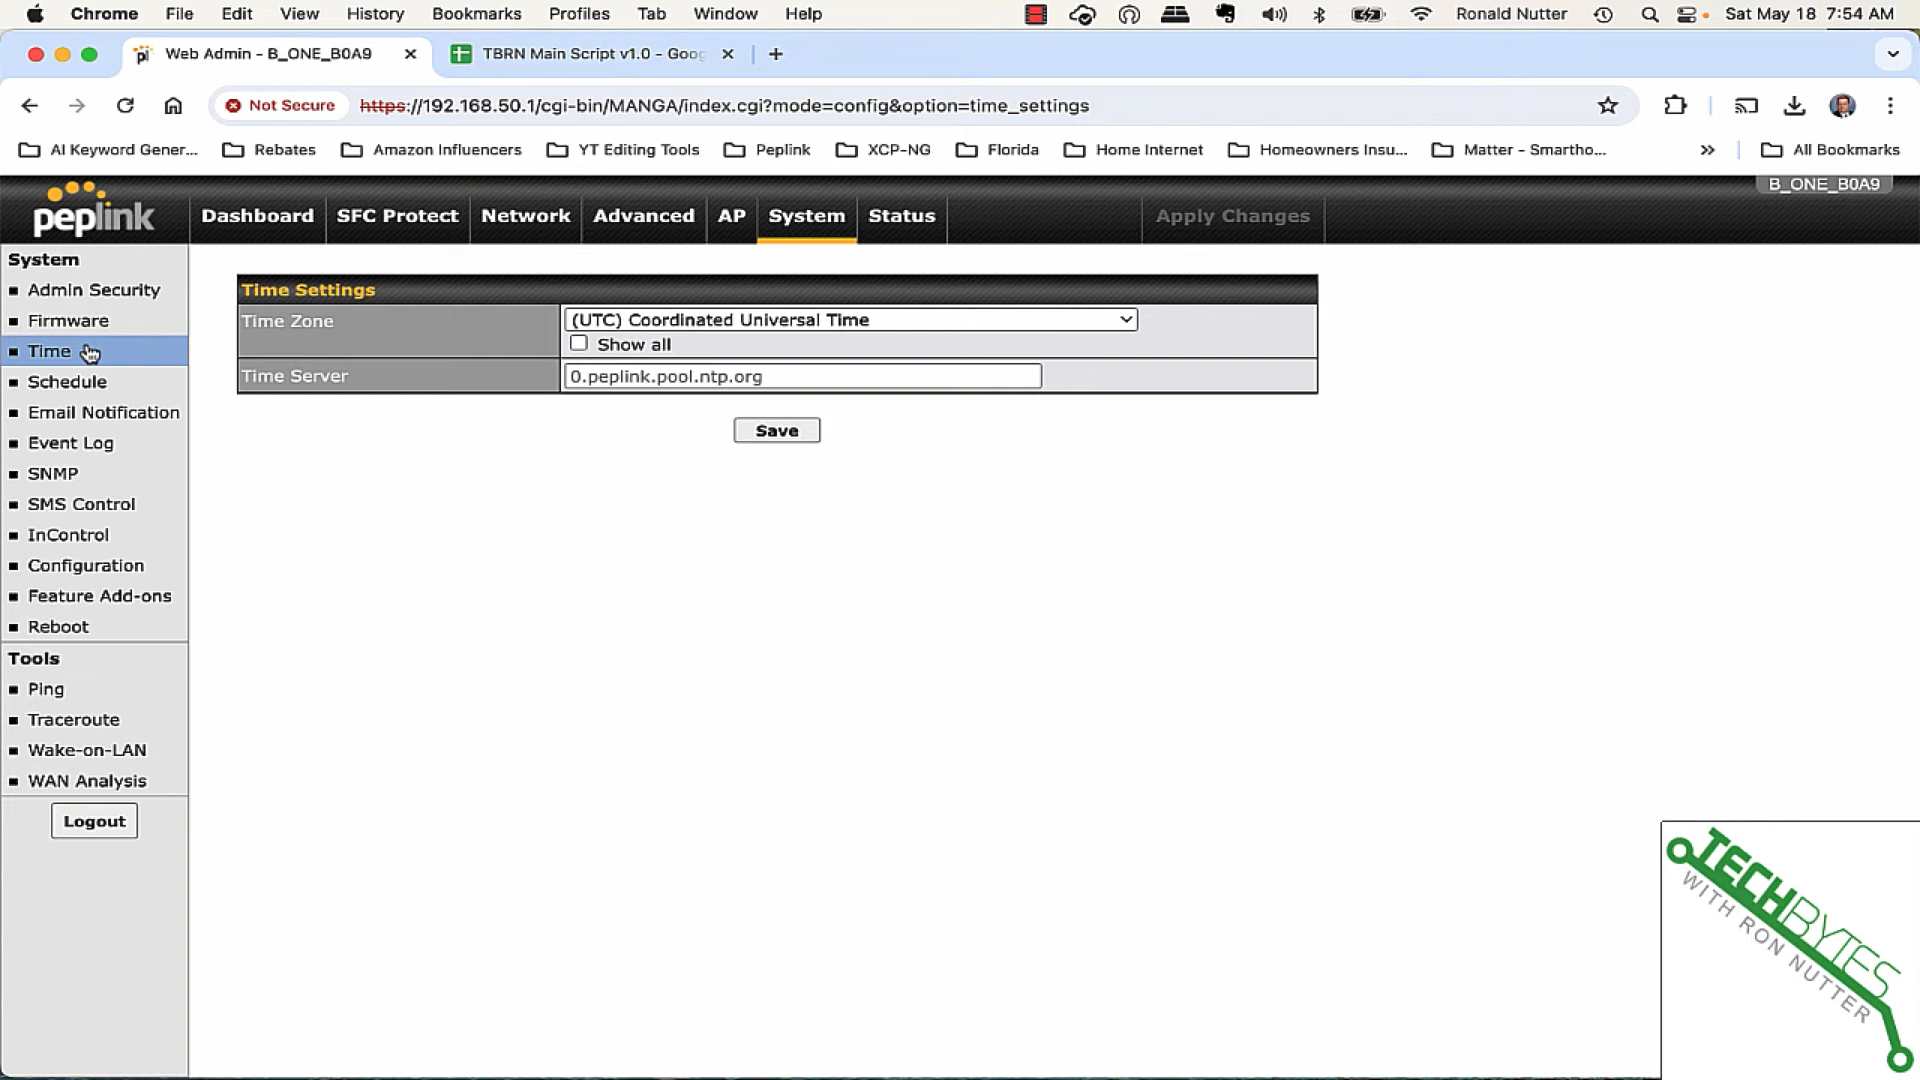 Chrome File Edit View History Bookmarks Profiles Tab Window Help Ronald Nutter Sat May 18 7:54 AM
Web Admin - B_ONE_B0A9 TBRN Main Script v1.0 - Goog
Not Secure https://192.168.50.1/cgi-bin/MANGA/index.cgi?mode=config&option=time_settings
AI Keyword Gener... Rebates Amazon Influencers YT Editing Tools Peplink XCP-NG Florida Home Internet Homeowners Insu... Matter - Smartho... » All Bookmarks
B_ONE_B0A9
peplink Dashboard SFC Protect Network Advanced AP System Status Apply Changes
System
Admin Security
Firmware
Time
Schedule
Email Notification
Event Log
SNMP
SMS Control
InControl
Configuration
Feature Add-ons
Reboot
Tools
Ping
Traceroute
Wake-on-LAN
WAN Analysis
Logout
Time Settings
Time Zone (UTC) Coordinated Universal Time
Show all
Time Server 0.peplink.pool.ntp.org
Save
TECHBYTES
WITH RON NUTTER